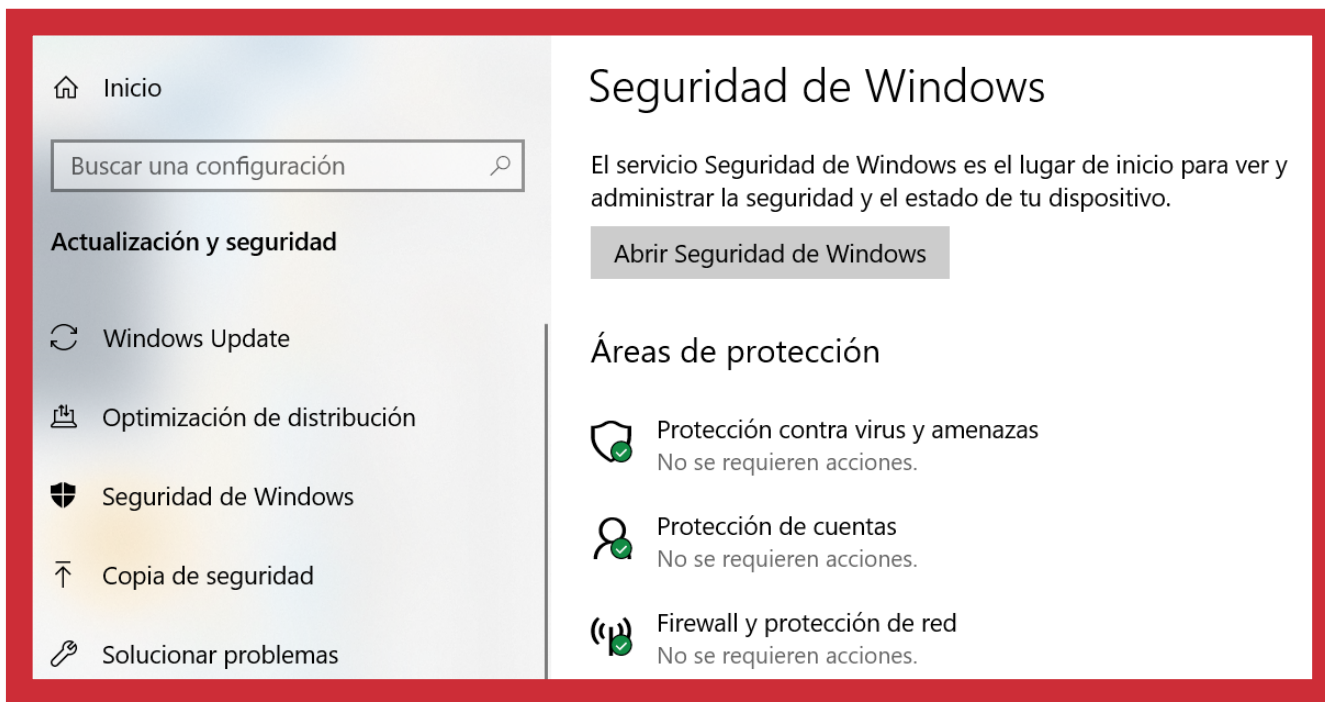 Inicio
Buscar una configuración
Actualización y seguridad
Windows Update
Optimización de distribución
Seguridad de Windows
Copia de seguridad
Solucionar problemas
Seguridad de Windows
El servicio Seguridad de Windows es el lugar de inicio para ver y
administrar la seguridad y el estado de tu dispositivo.
Abrir Seguridad de Windows
Áreas de protección
Protección contra virus y amenazas
No se requieren acciones.
Protección de cuentas
No se requieren acciones.
Firewall y protección de red
No se requieren acciones.